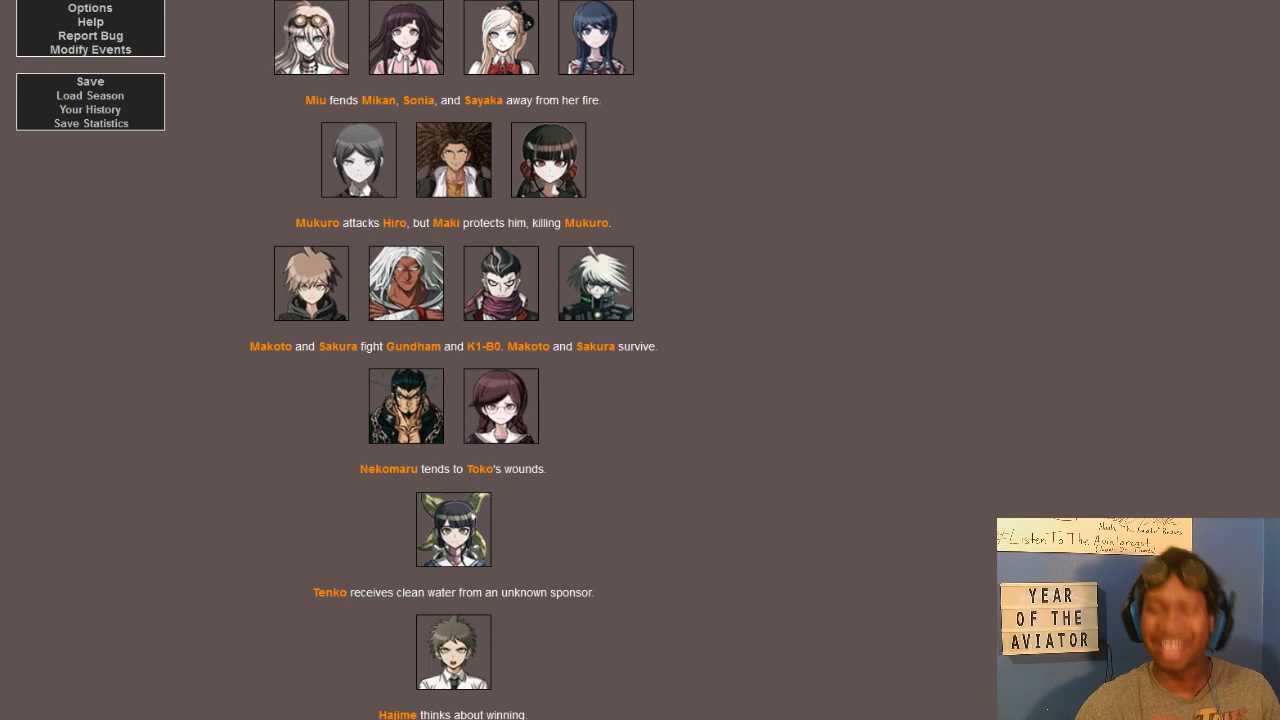 Options
Help
Report Bug
Modify Events
Save
Load Season
Your History
Save Statistics
Miu fends Mikan, Sonia, and Sayaka away from her fire.
Mukuro attacks Hiro, but Maki protects him, killing Mukuro.
Makoto and Sakura fight Gundham and K1-B0. Makoto and Sakura survive.
Nekomaru tends to Toko's wounds.
Tenko receives clean water from an unknown sponsor.
Hajime thinks about winning.
#ListenToThe
YEAR
OF THE
AVIATOR